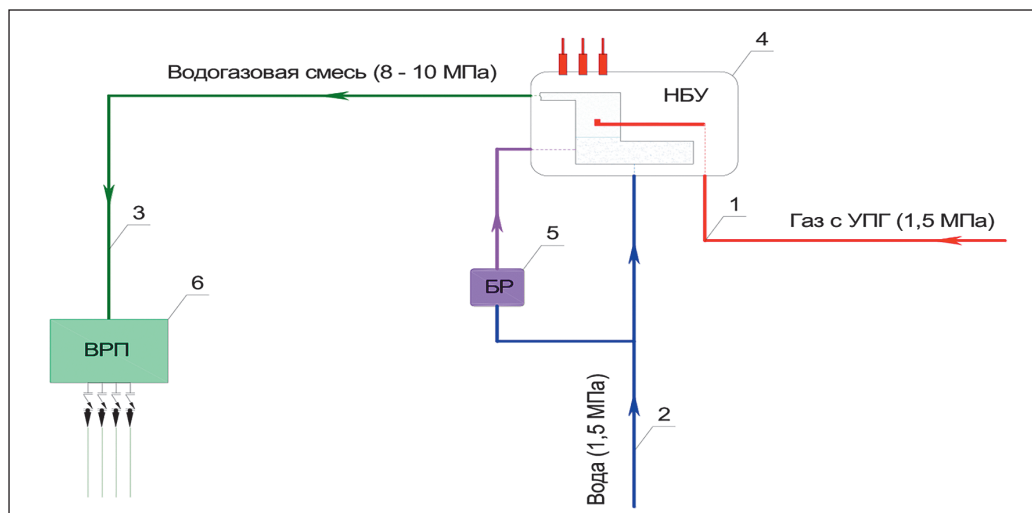 4
Водогазовая смесь (8 - 10 МПа)
НБУ
3
1
Газ с УПГ (1,5 МПа)
5
БР
6
ВРП
Вода (1,5 МПа)
2